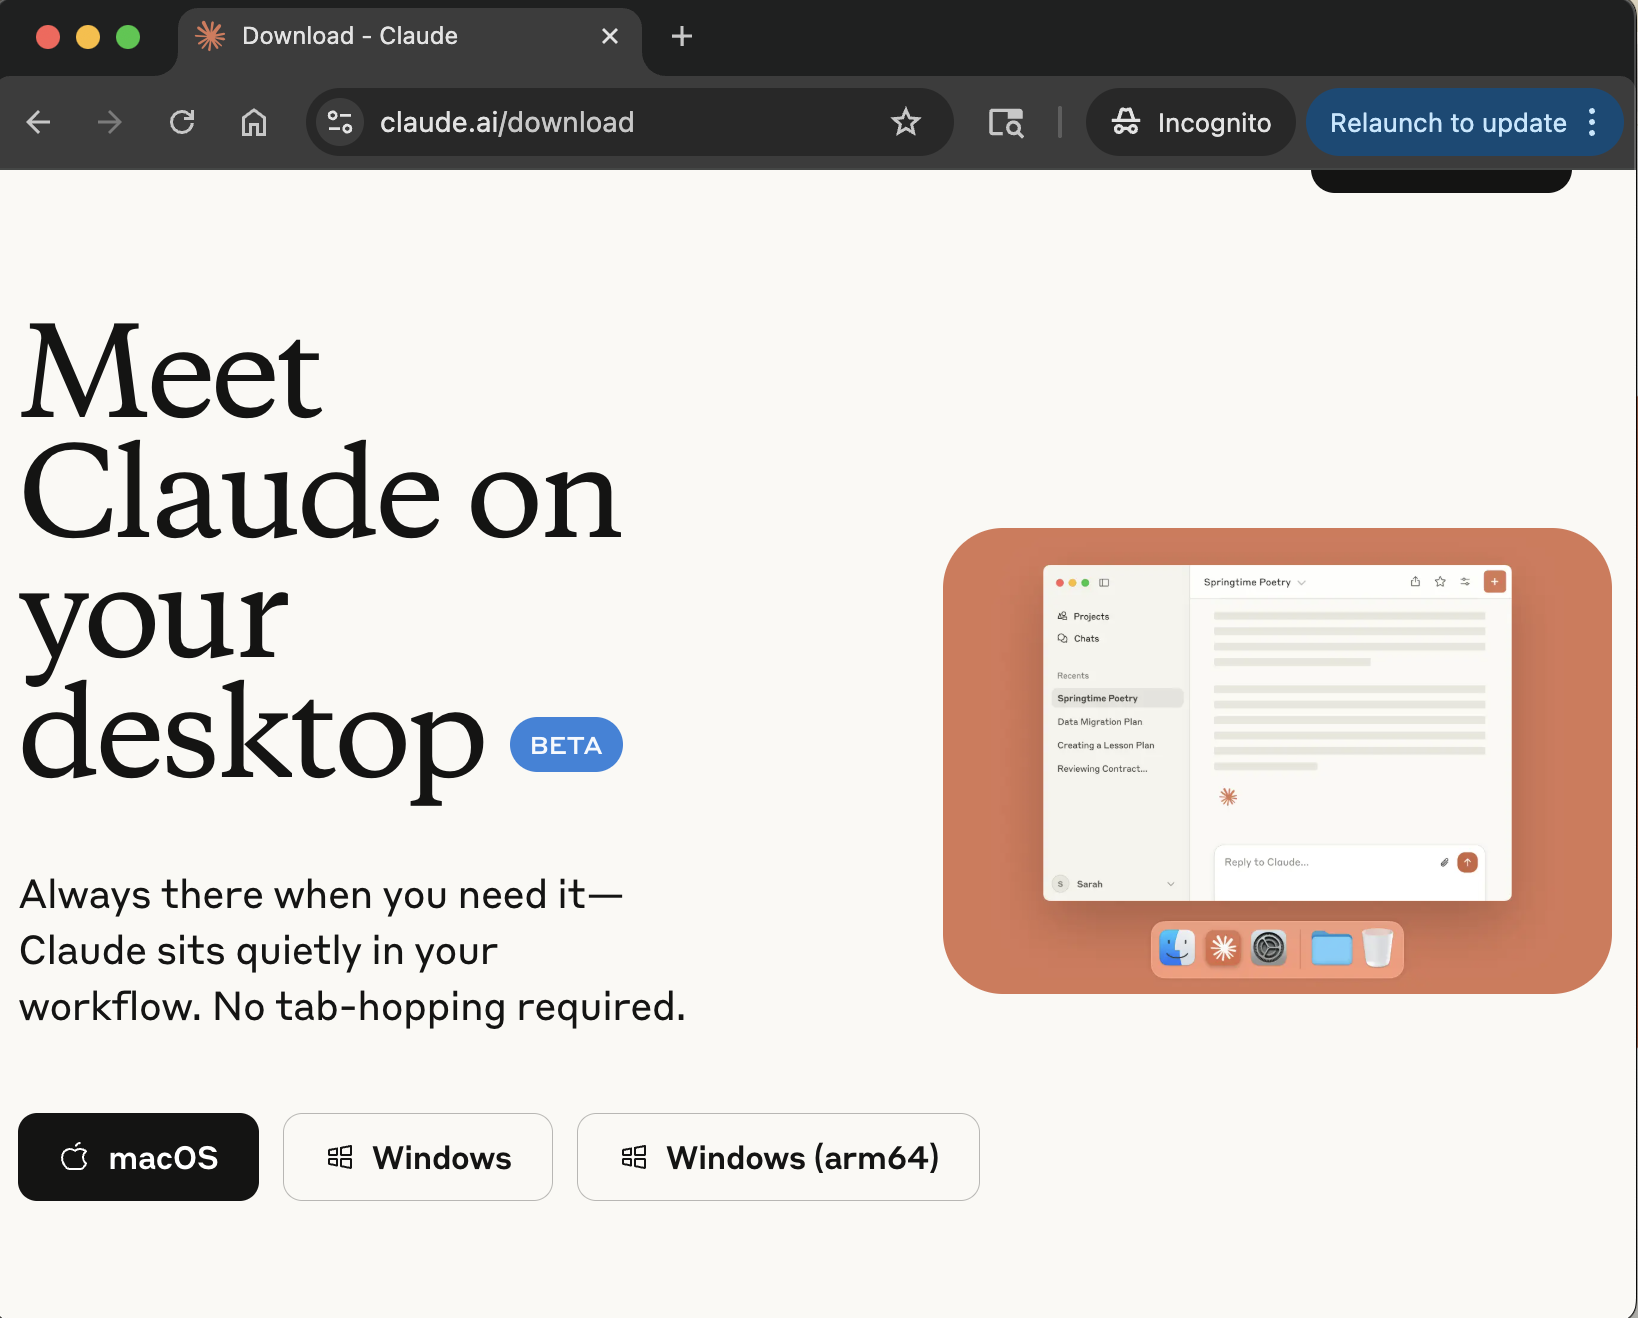 Download - Claude
claude.ai/download
Incognito
Relaunch to update
Meet
Claude on
your
desktop BETA
Always there when you need it—
Claude sits quietly in your
workflow. No tab-hopping required.
macOS
Windows
Windows (arm64)
Springtime Poetry
Projects
Chats
Recents
Springtime Poetry
Data Migration Plan
Creating a Lesson Plan
Reviewing Contract...
Reply to Claude...
S Sarah